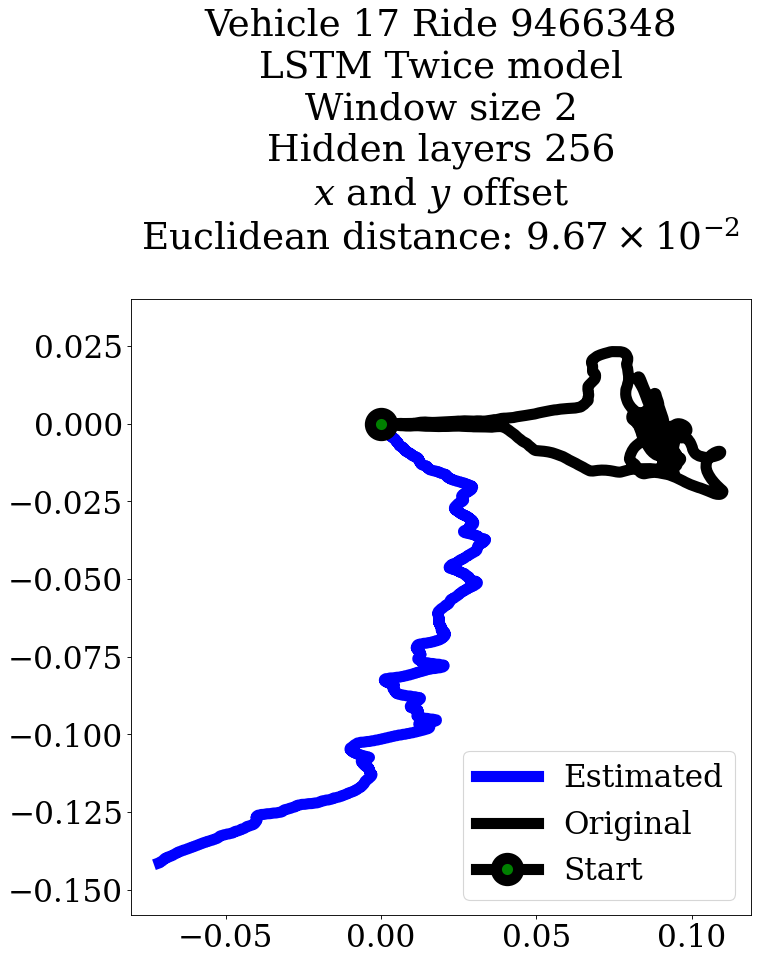 Vehicle 17 Ride 9466348
LSTM Twice model
Window size 2
Hidden layers 256
x and y offset
Euclidean distance: 9.67 × 10⁻²
0.025
0.000
−0.025
−0.050
−0.075
−0.100
−0.125
−0.150
Estimated
Original
Start
−0.05 0.00 0.05 0.10